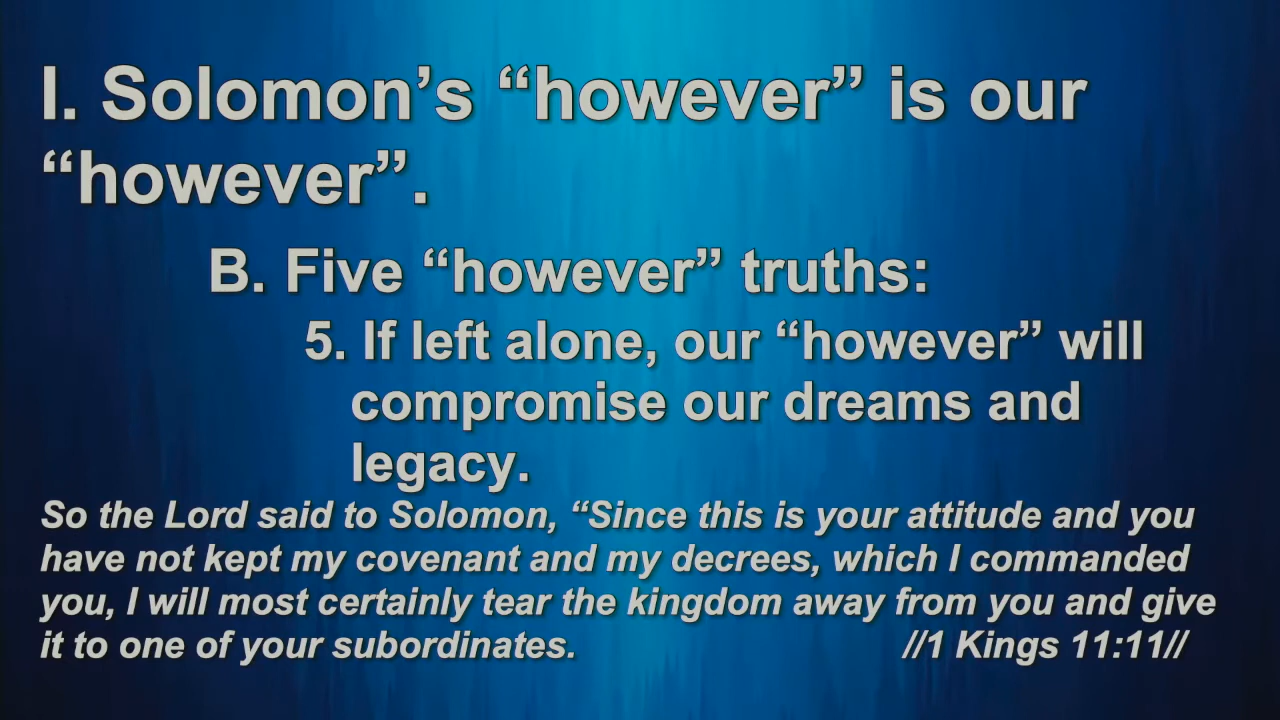 I. Solomon’s “however” is our
“however”.
B. Five “however” truths:
5. If left alone, our “however” will
compromise our dreams and
legacy.
So the Lord said to Solomon, “Since this is your attitude and you
have not kept my covenant and my decrees, which I commanded
you, I will most certainly tear the kingdom away from you and give
it to one of your subordinates. //1 Kings 11:11//